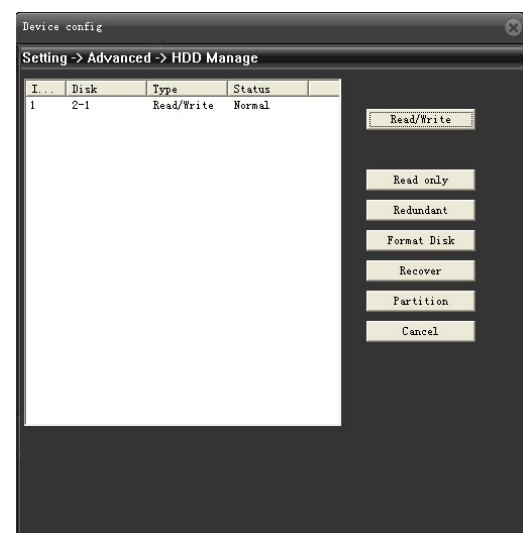 Device config
Setting -> Advanced -> HDD Manage
I... Disk Type Status
1 2-1 Read/Write Normal
Read/Write
Read only
Redundant
Format Disk
Recover
Partition
Cancel